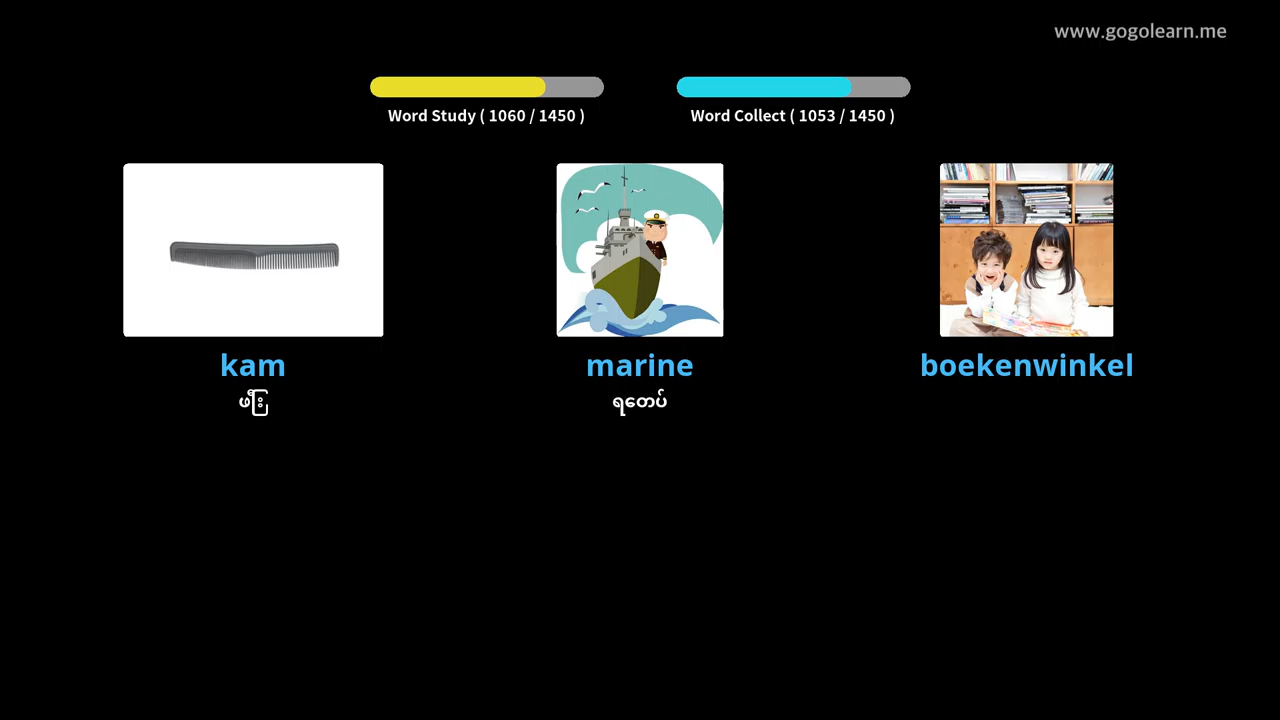 www.gogolearn.me
Word Study ( 1060 / 1450 )
Word Collect ( 1053 / 1450 )
kam
marine
boekenwinkel
ဖြီး
ရတေပ်